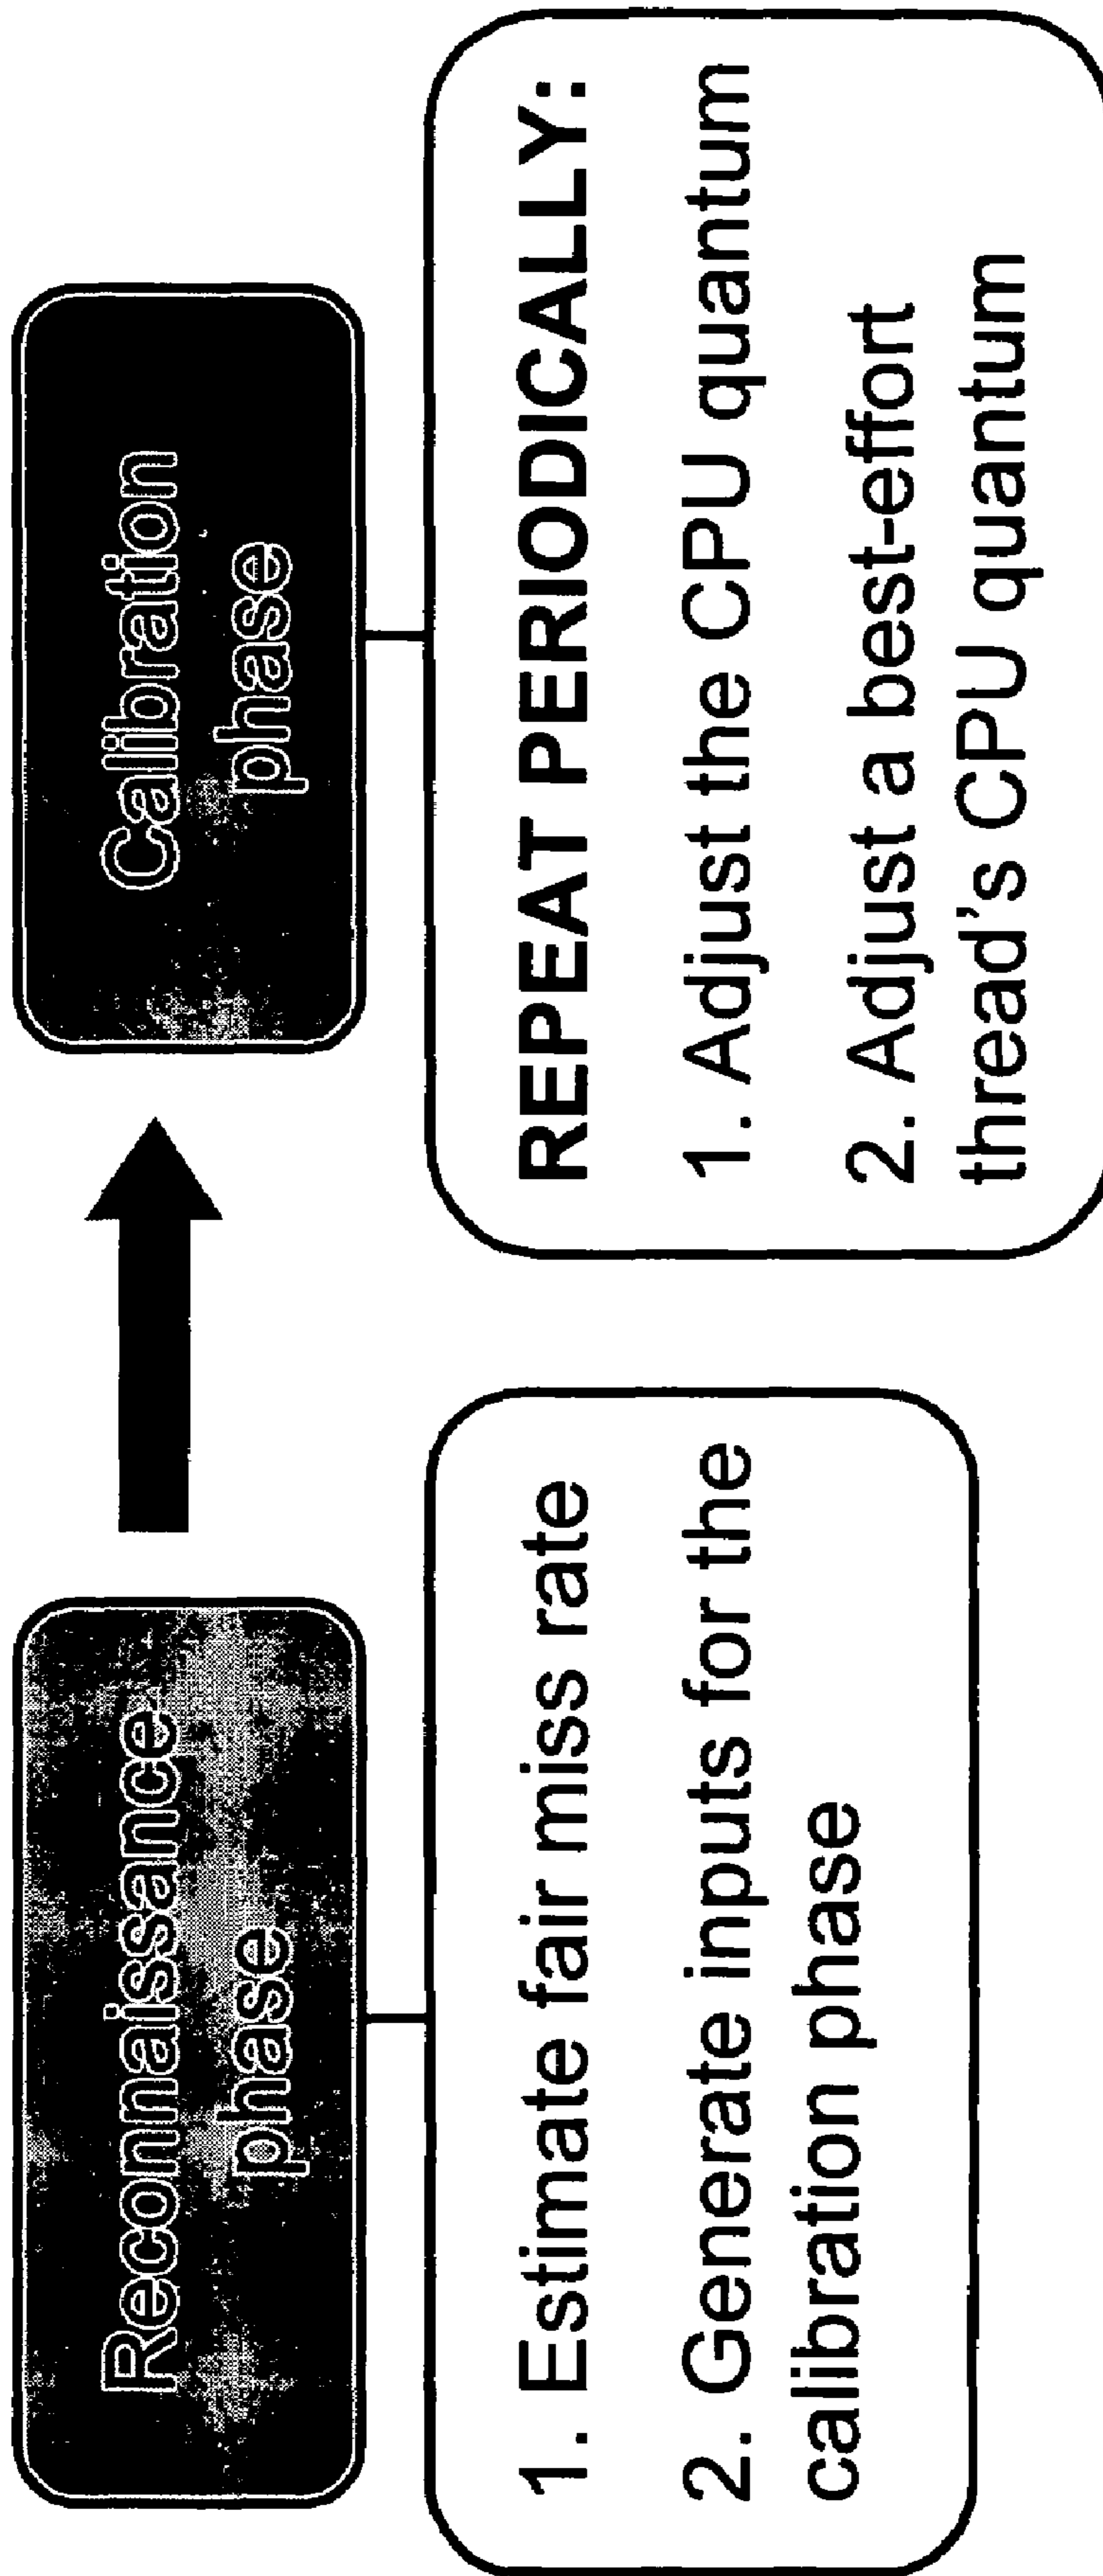 Reconnaissance
phase
1. Estimate fair miss rate
2. Generate inputs for the
calibration phase
Calibration
phase
REPEAT PERIODICALLY:
1. Adjust the CPU quantum
2. Adjust a best-effort
thread's CPU quantum